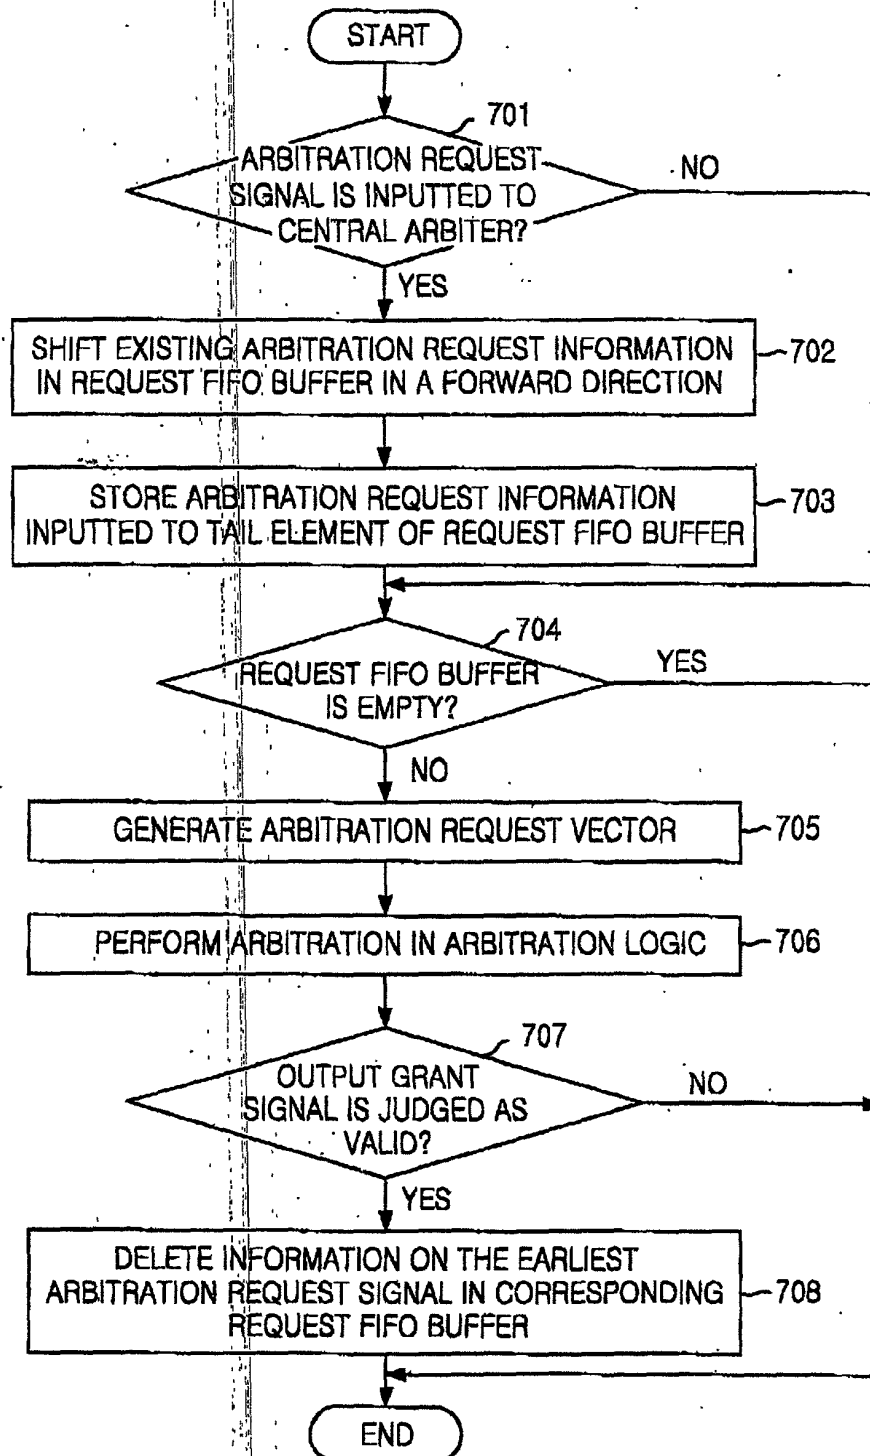 START
701
ARBITRATION REQUEST
SIGNAL IS INPUTTED TO
CENTRAL ARBITER?
NO
YES
SHIFT EXISTING ARBITRATION REQUEST INFORMATION
IN REQUEST FIFO BUFFER IN A FORWARD DIRECTION
702
STORE ARBITRATION REQUEST INFORMATION
INPUTTED TO TAIL ELEMENT OF REQUEST FIFO BUFFER
703
704
REQUEST FIFO BUFFER
IS EMPTY?
YES
NO
GENERATE ARBITRATION REQUEST VECTOR
705
PERFORM ARBITRATION IN ARBITRATION LOGIC
706
707
OUTPUT GRANT
SIGNAL IS JUDGED AS
VALID?
NO
YES
DELETE INFORMATION ON THE EARLIEST
ARBITRATION REQUEST SIGNAL IN CORRESPONDING
REQUEST FIFO BUFFER
708
END